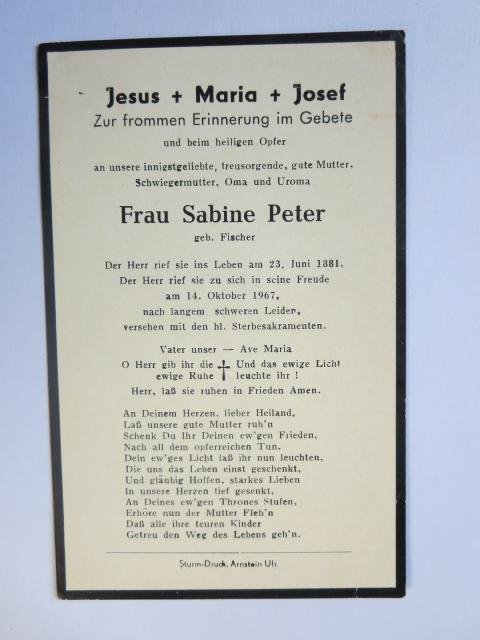 Jesus + Maria + Josef
Zur frommen Erinnerung im Gebete
und beim heiligen Opfer
an unsere innigstgeliebte, treusorgende, gute Mutter,
Schwiegermutter, Oma und Uroma
Frau Sabine Peter
geb. Fischer
Der Herr rief sie ins Leben am 23. Juni 1881.
Der Herr rief sie zu sich in seine Freude
am 14. Oktober 1967,
nach langem schweren Leiden,
versehen mit den hl. Sterbesakramenten.
Vater unser — Ave Maria
O Herr gib ihr die † Und das ewige Licht
ewige Ruhe leuchte ihr !
Herr, laß sie ruhen in Frieden Amen.
An Deinem Herzen, lieber Heiland,
Laß unsere gute Mutter ruh'n
Schenk Du Ihr Deinen ew'gen Frieden,
Nach all dem opferreichen Tun.
Dein ew'ges Licht laß ihr nun leuchten,
Die uns das Leben einst geschenkt,
Und gläubig Hoffen, starkes Lieben
In unsere Herzen tief gesenkt,
An Deines ew'gen Thrones Stufen,
Erhöre nun der Mutter Fleh'n
Daß alle ihre teuren Kinder
Getreu den Weg des Lebens geh'n.
Sturm-Druck, Arnstein Ufr.